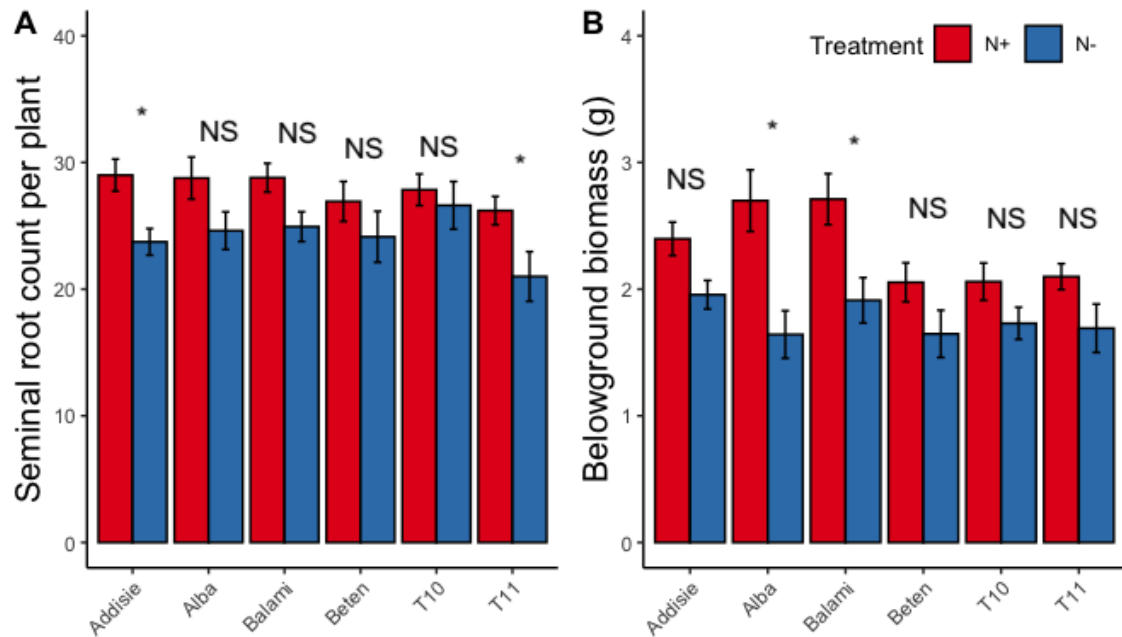 A
Seminal root count per plant
40
30
20
10
0
* NS NS NS NS *
Addisie Alba Balami Beten T10 T11
B
Treatment N+ N-
Belowground biomass (g)
4
3
2
1
0
NS * * NS NS NS
Addisie Alba Balami Beten T10 T11